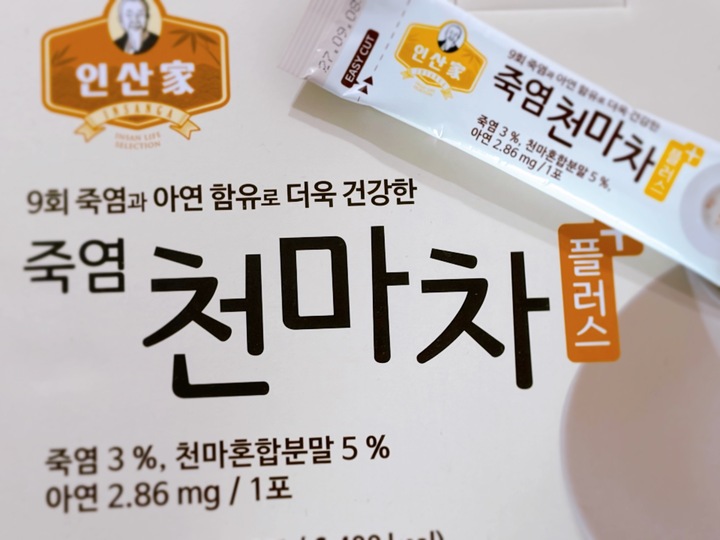 인산家
INSANGA
INSAN LIFE
SELECTION
9회 죽염과 아연 함유로 더욱 건강한
죽염 천마차
+
플러스
죽염 3 %, 천마혼합분말 5 %
아연 2.86 mg / 1포
EASY CUT
인산家
9회 죽염과 아연 함유로 더욱 건강한
죽염천마차
+
플러스
죽염 3 %, 천마혼합분말 5 %,
아연 2.86 mg / 1포